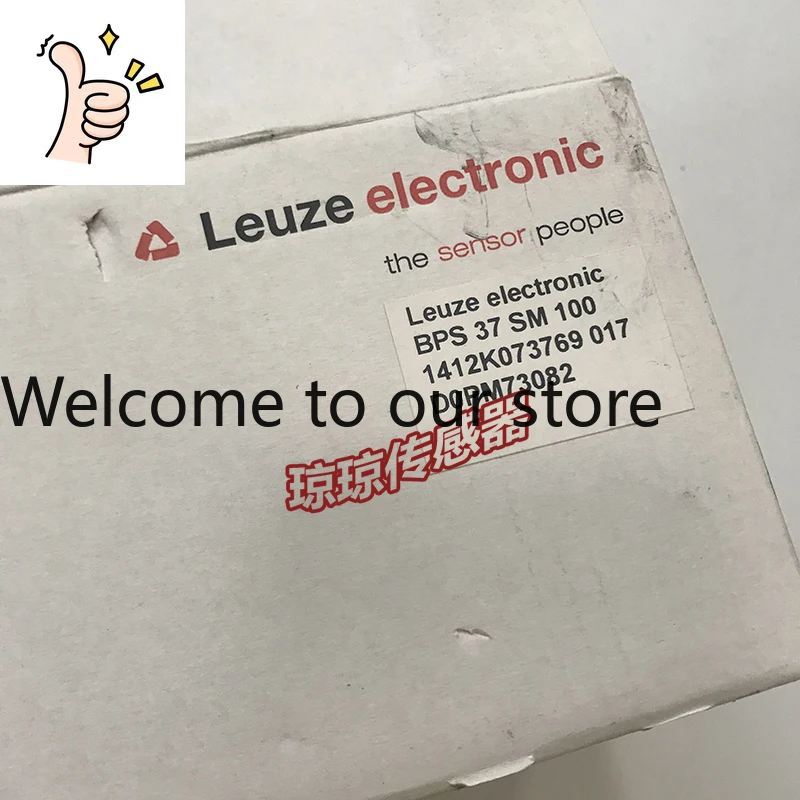 Leuze electronic
the sensor people
Leuze electronic
BPS 37 SM 100
1412K073769 017
Welcome to our store
琼琼传感器